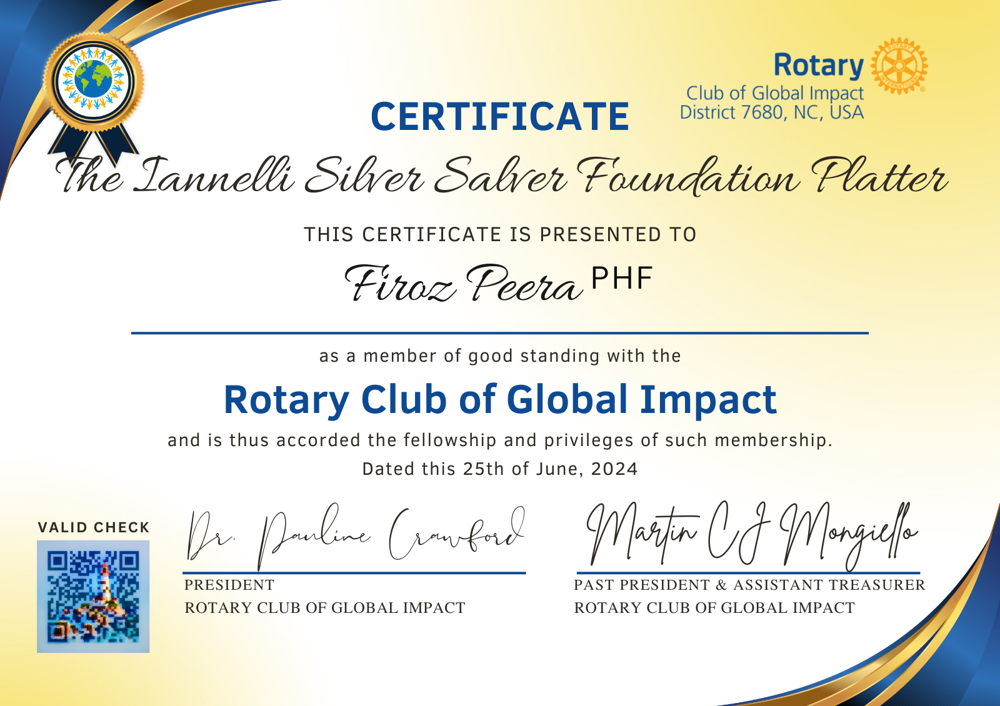 Rotary
Club of Global Impact
District 7680, NC, USA
ROTARY
INTERNATIONAL
®
CERTIFICATE
The Iannelli Silver Salver Foundation Platter
THIS CERTIFICATE IS PRESENTED TO
Firoz Peera PHF
as a member of good standing with the
Rotary Club of Global Impact
and is thus accorded the fellowship and privileges of such membership.
Dated this 25th of June, 2024
VALID CHECK
Dr. Pauline Crawford
PRESIDENT
ROTARY CLUB OF GLOBAL IMPACT
Martin CJ Mongiello
PAST PRESIDENT & ASSISTANT TREASURER
ROTARY CLUB OF GLOBAL IMPACT